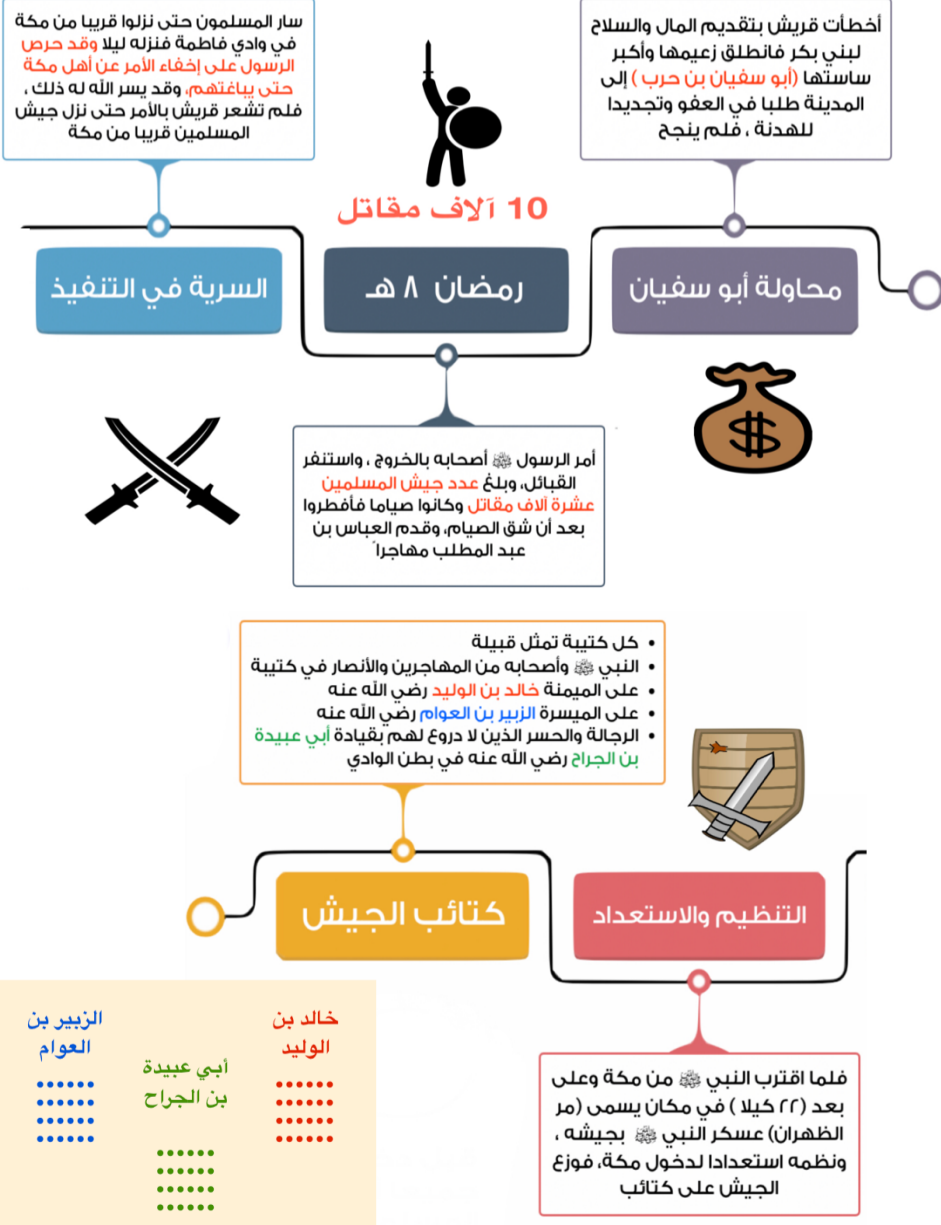 أخطأت قريش بتقديم المال والسلاح
لبني بكر فانطلق زعيمها وأكبر
ساستها (أبو سفيان بن حرب ) إلى
المدينة طلبا في العفو وتجديدا
للهدنة ، فلم ينجح
محاولة أبو سفيان
10 آلاف مقاتل
رمضان ٨ هـ
أمر الرسول ﷺ أصحابه بالخروج ، واستنفر
القبائل، وبلغ عدد جيش المسلمين
عشرة آلاف مقاتل وكانوا صياما فأفطروا
بعد أن شق الصيام، وقدم العباس بن
عبد المطلب مهاجراً
سار المسلمون حتى نزلوا قريبا من مكة
في وادي فاطمة فنزله ليلا وقد حرص
الرسول على إخفاء الأمر عن أهل مكة
حتى يباغتهم، وقد يسر الله له ذلك ،
فلم تشعر قريش بالأمر حتى نزل جيش
المسلمين قريبا من مكة
السرية في التنفيذ
التنظيم والاستعداد
فلما اقترب النبي ﷺ من مكة وعلى
بعد (٢٢ كيلا ) في مكان يسمى (مر
الظهران) عسكر النبي ﷺ بجيشه ،
ونظمه استعدادا لدخول مكة، فوزع
الجيش على كتائب
• كل كتيبة تمثل قبيلة
• النبي ﷺ وأصحابه من المهاجرين والأنصار في كتيبة
• على الميمنة خالد بن الوليد رضي الله عنه
• على الميسرة الزبير بن العوام رضي الله عنه
• الرجالة والحسر الذين لا دروع لهم بقيادة أبي عبيدة
بن الجراح رضي الله عنه في بطن الوادي
كتائب الجيش
خالد بن
الوليد
أبي عبيدة
بن الجراح
الزبير بن
العوام